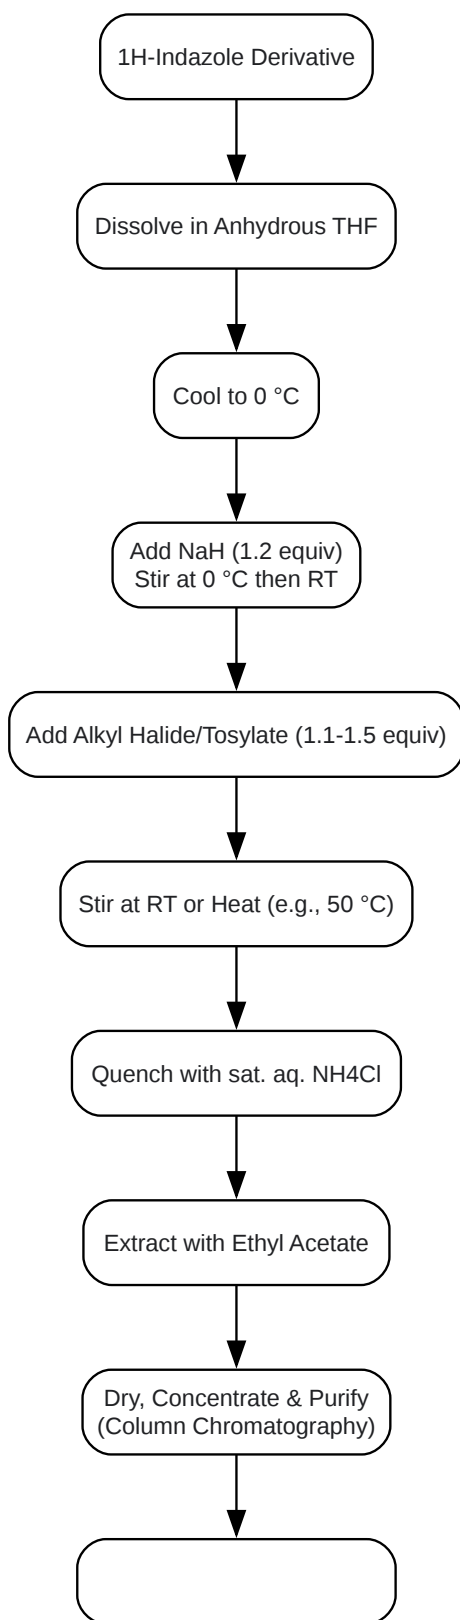 1H-Indazole Derivative
Dissolve in Anhydrous THF
Cool to 0 °C
Add NaH (1.2 equiv)
Stir at 0 °C then RT
Add Alkyl Halide/Tosylate (1.1-1.5 equiv)
Stir at RT or Heat (e.g., 50 °C)
Quench with sat. aq. NH4Cl
Extract with Ethyl Acetate
Dry, Concentrate & Purify
(Column Chromatography)